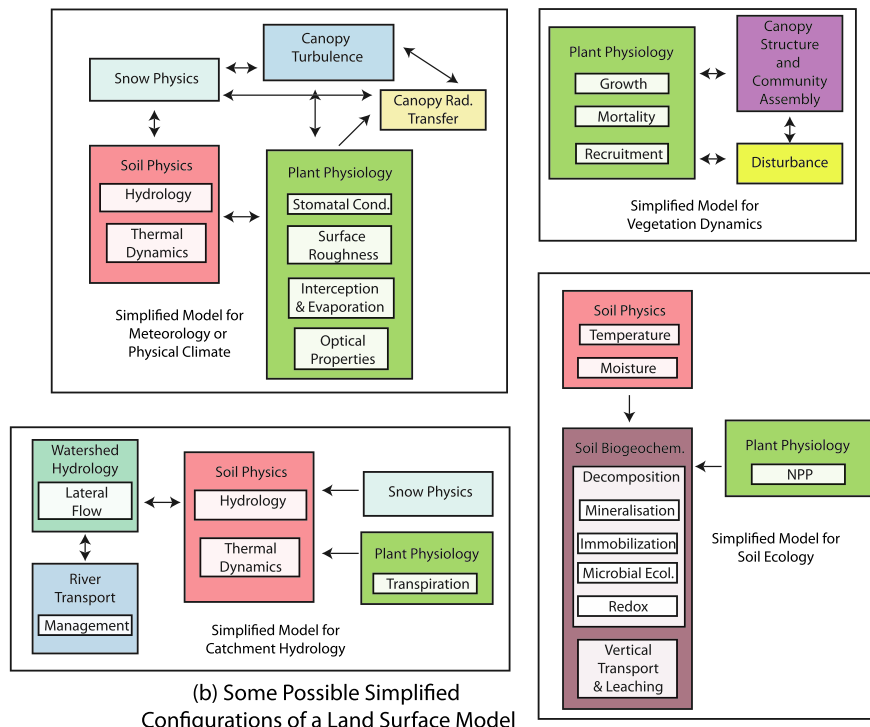 Canopy
Turbulence
Snow Physics
Canopy Rad.
Transfer
Soil Physics
Hydrology
Thermal
Dynamics
Plant Physiology
Stomatal Cond.
Surface
Roughness
Interception
& Evaporation
Optical
Properties
Simplified Model for
Meteorology or
Physical Climate
Plant Physiology
Growth
Mortality
Recruitment
Canopy
Structure
and
Community
Assembly
Disturbance
Simplified Model for
Vegetation Dynamics
Watershed
Hydrology
Lateral
Flow
River
Transport
Management
Soil Physics
Hydrology
Thermal
Dynamics
Snow Physics
Plant Physiology
Transpiration
Simplified Model for
Catchment Hydrology
Soil Physics
Temperature
Moisture
Soil Biogeochem.
Decomposition
Mineralisation
Immobilization
Microbial Ecol.
Redox
Vertical
Transport
& Leaching
Plant Physiology
NPP
Simplified Model for
Soil Ecology
(b) Some Possible Simplified
Configurations of a Land Surface Model